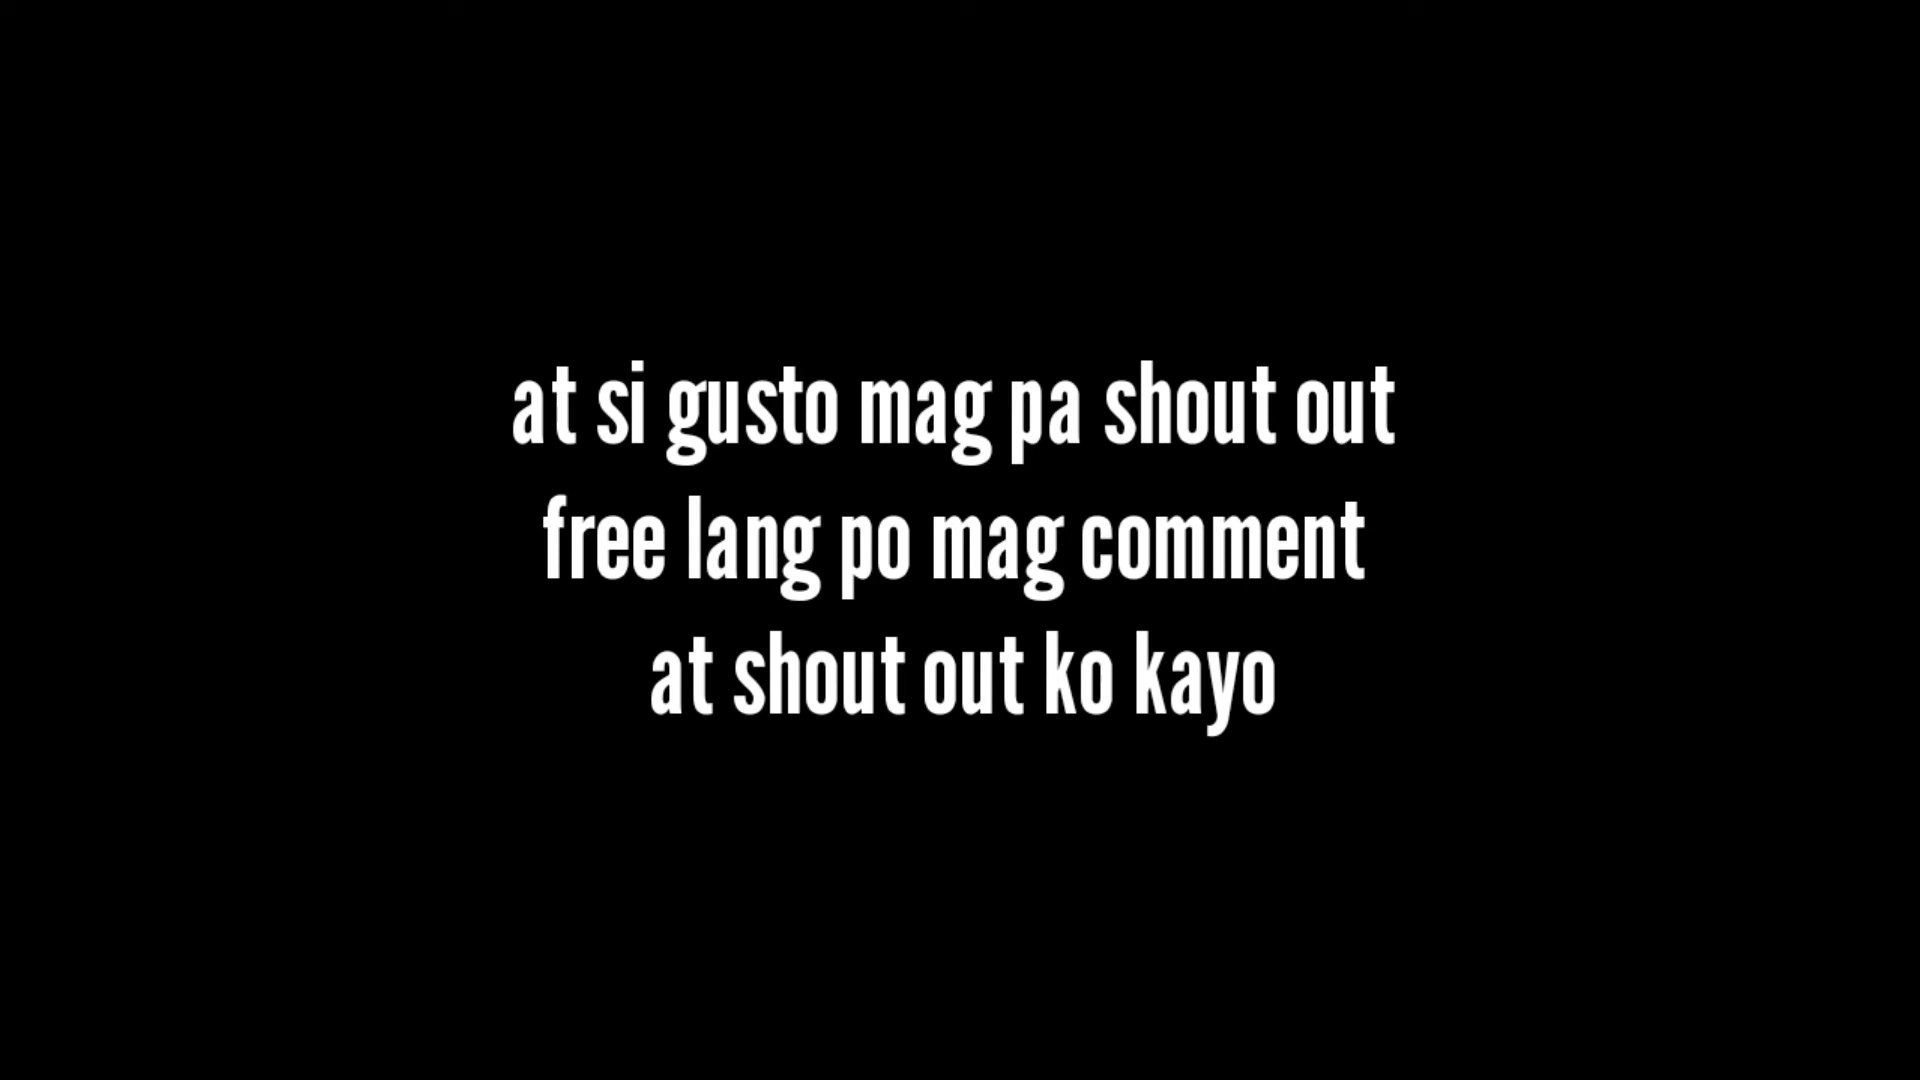 at si gusto mag pa shout out
free lang po mag comment
at shout out ko kayo